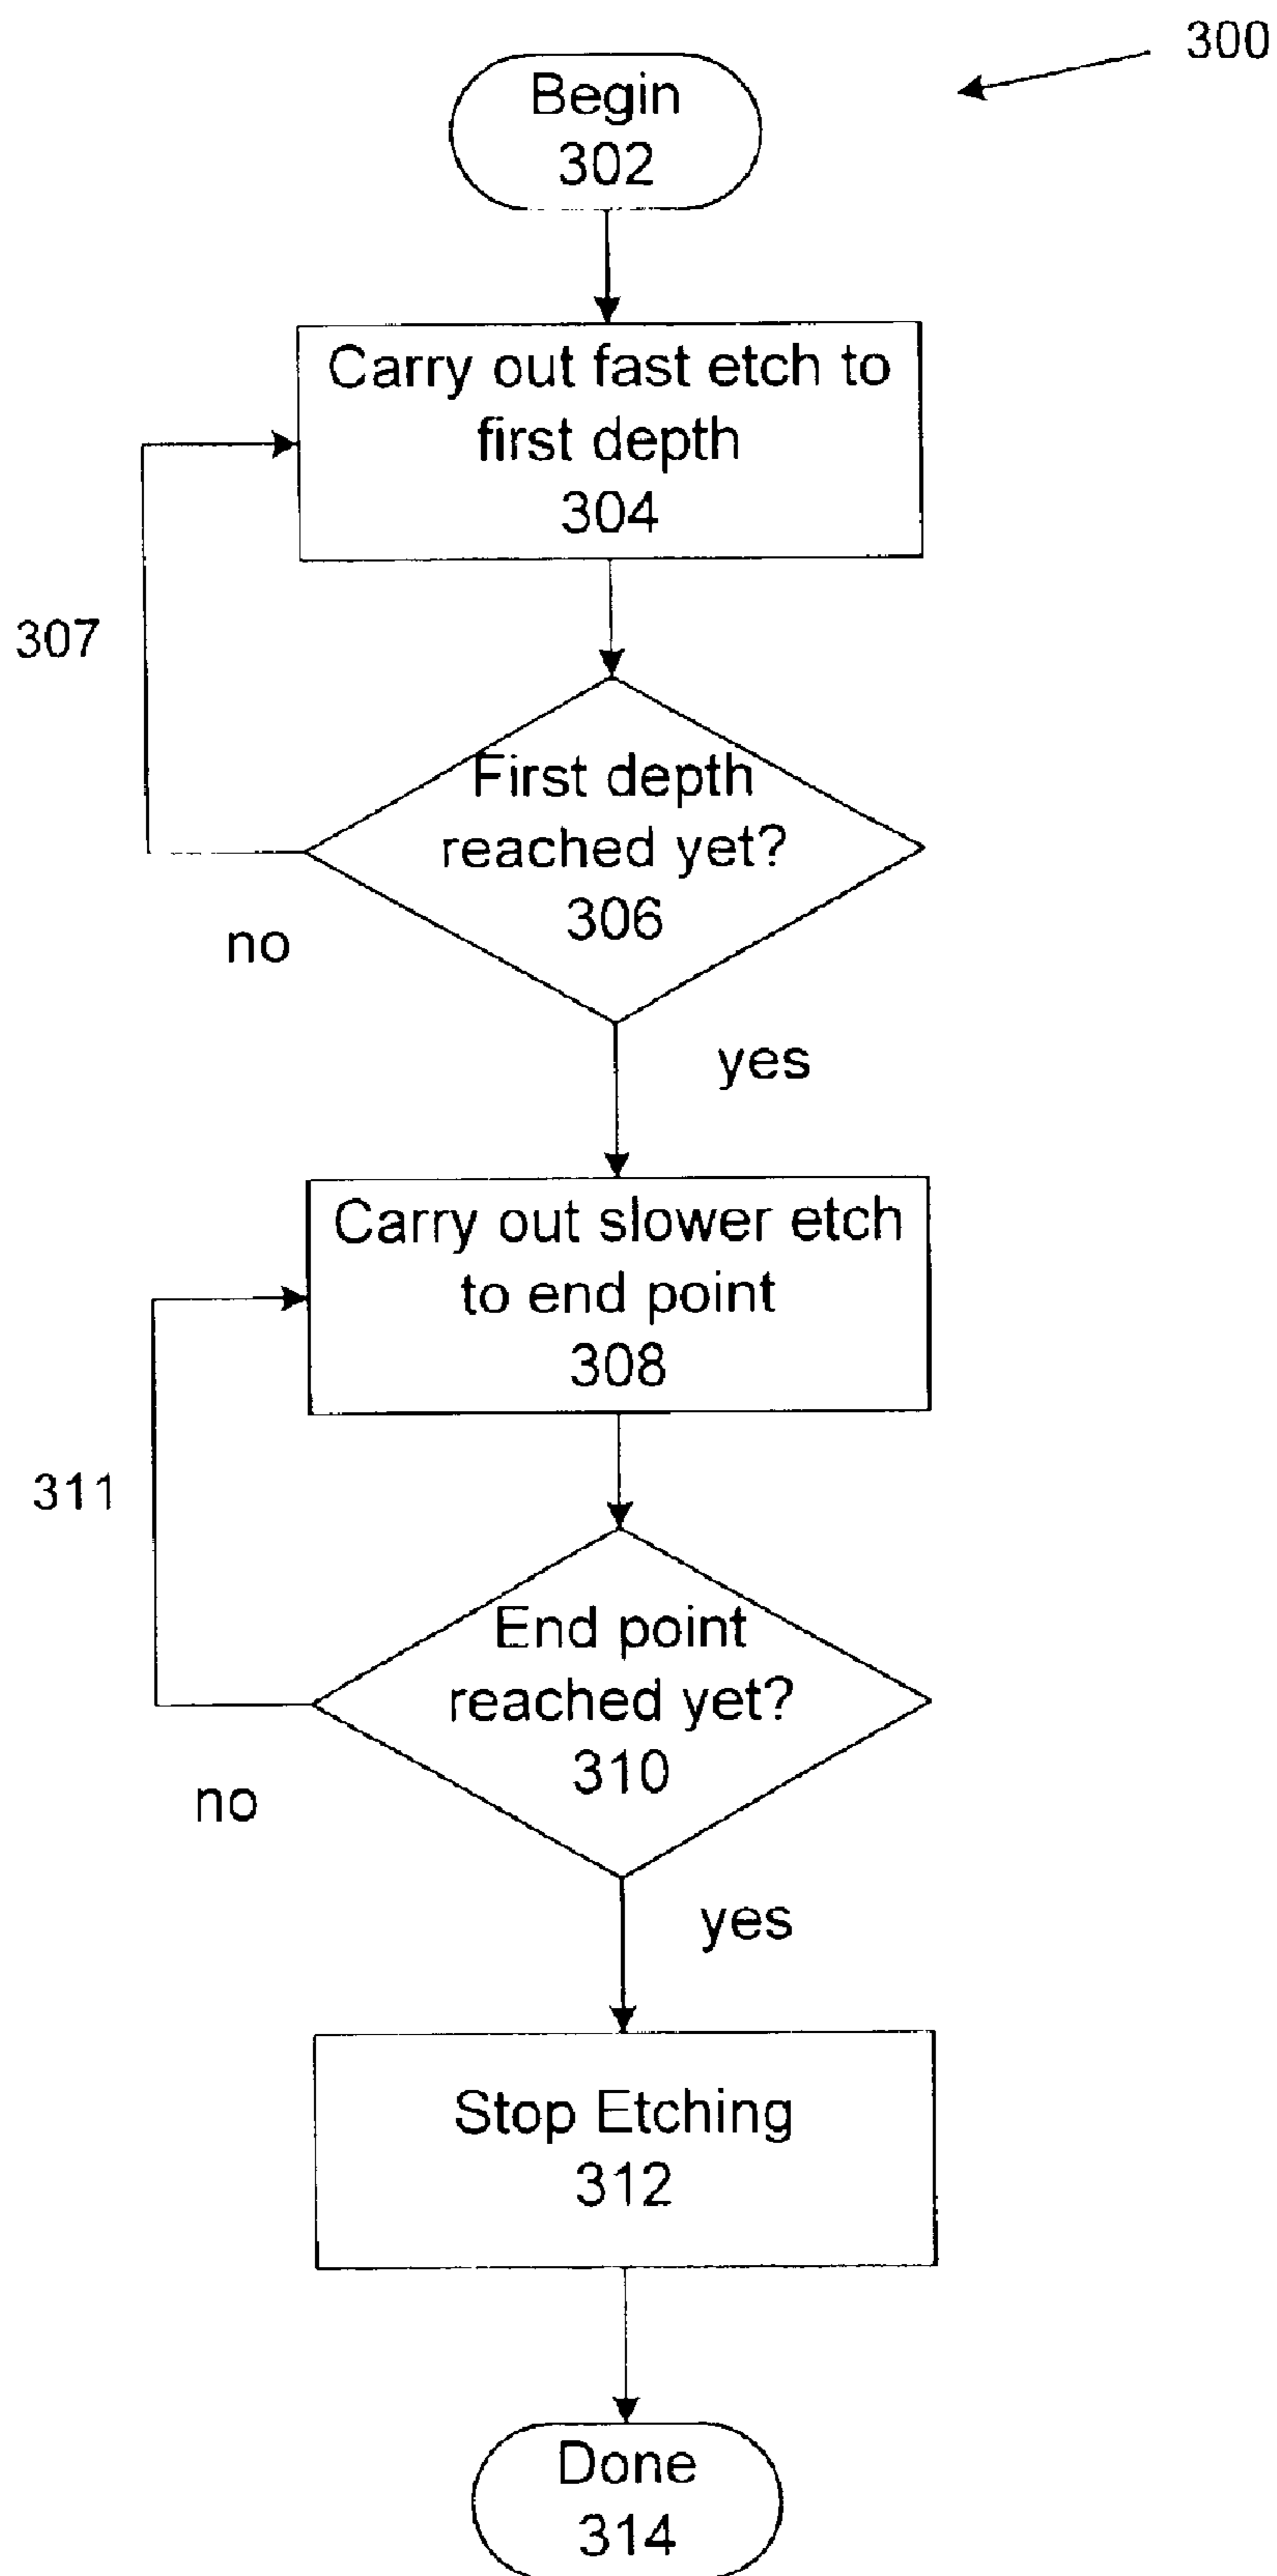 300
Begin
302
Carry out fast etch to
first depth
304
307
First depth
reached yet?
306
no
yes
Carry out slower etch
to end point
308
311
End point
reached yet?
310
no
yes
Stop Etching
312
Done
314